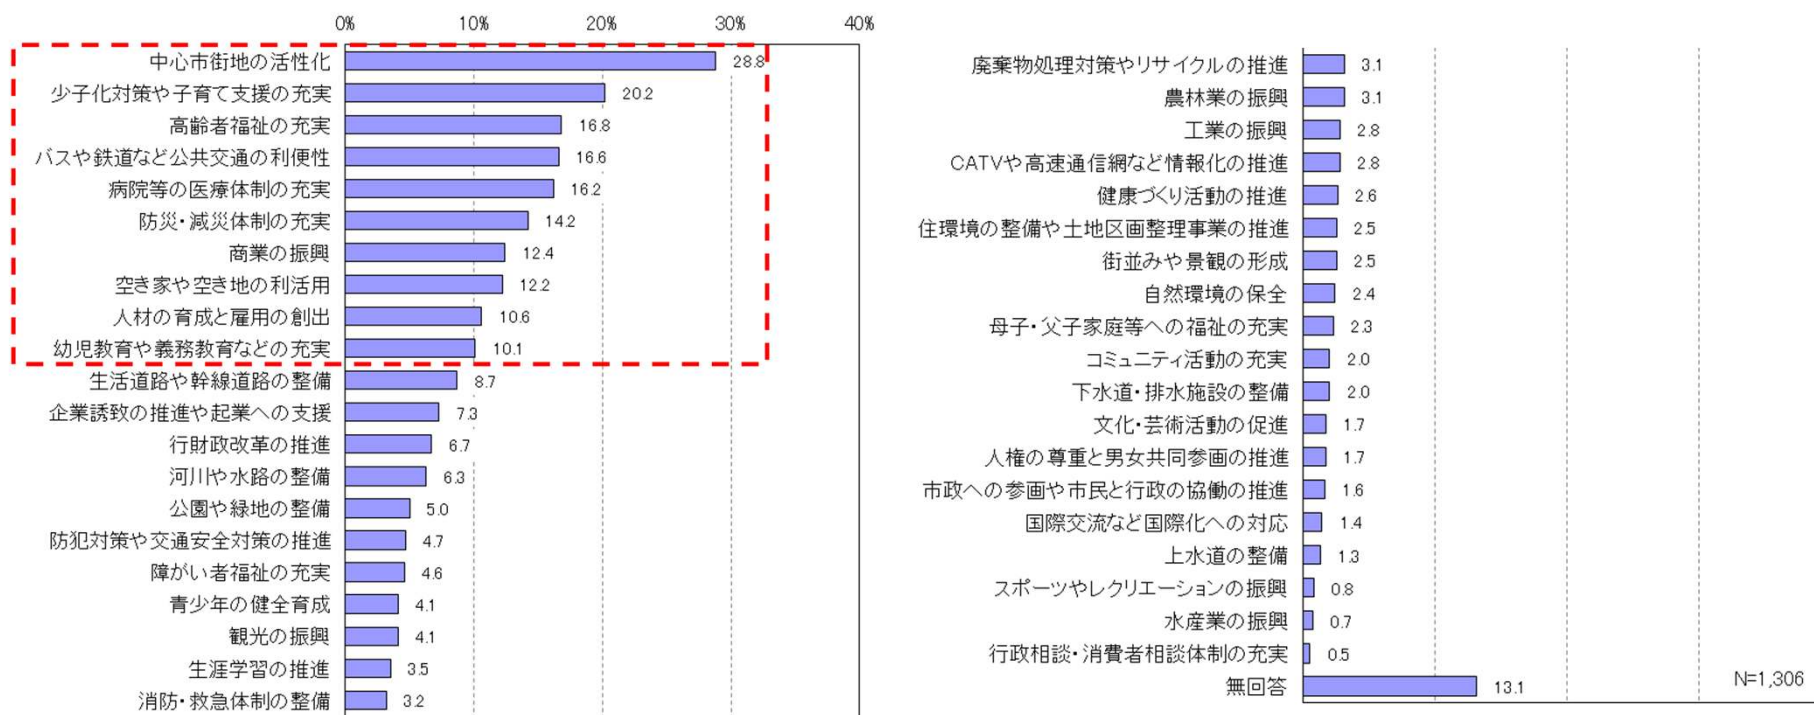 0% 10% 20% 30% 40%
中心市街地の活性化 28.8
少子化対策や子育て支援の充実 20.2
高齢者福祉の充実 16.8
バスや鉄道など公共交通の利便性 16.6
病院等の医療体制の充実 16.2
防災・減災体制の充実 14.2
商業の振興 12.4
空き家や空き地の利活用 12.2
人材の育成と雇用の創出 10.6
幼児教育や義務教育などの充実 10.1
生活道路や幹線道路の整備 8.7
企業誘致の推進や起業への支援 7.3
行財政改革の推進 6.7
河川や水路の整備 6.3
公園や緑地の整備 5.0
防犯対策や交通安全対策の推進 4.7
障がい者福祉の充実 4.6
青少年の健全育成 4.1
観光の振興 4.1
生涯学習の推進 3.5
消防・救急体制の整備 3.2
廃棄物処理対策やリサイクルの推進 3.1
農林業の振興 3.1
工業の振興 2.8
CATVや高速通信網など情報化の推進 2.8
健康づくり活動の推進 2.6
住環境の整備や土地区画整理事業の推進 2.5
街並みや景観の形成 2.5
自然環境の保全 2.4
母子・父子家庭等への福祉の充実 2.3
コミュニティ活動の充実 2.0
下水道・排水施設の整備 2.0
文化・芸術活動の促進 1.7
人権の尊重と男女共同参画の推進 1.7
市政への参画や市民と行政の協働の推進 1.6
国際交流など国際化への対応 1.4
上水道の整備 1.3
スポーツやレクリエーションの振興 0.8
水産業の振興 0.7
行政相談・消費者相談体制の充実 0.5
無回答 13.1
N=1,306